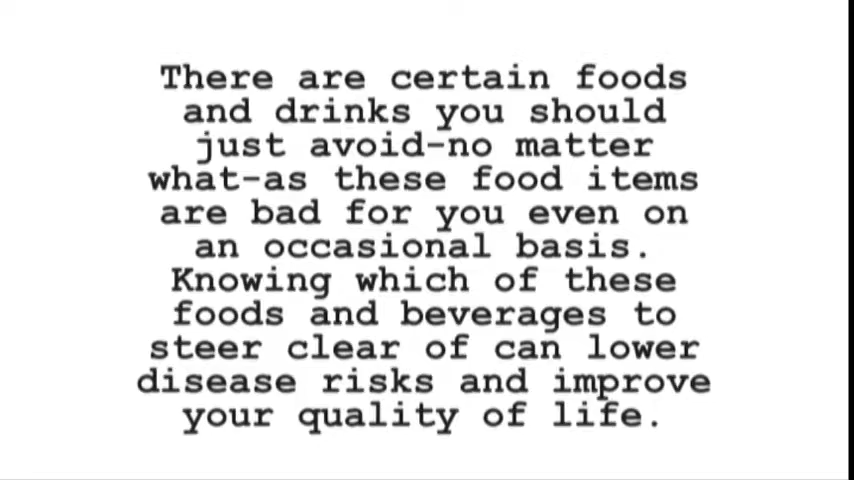 There are certain foods
and drinks you should
just avoid-no matter
what-as these food items
are bad for you even on
an occasional basis.
Knowing which of these
foods and beverages to
steer clear of can lower
disease risks and improve
your quality of life.